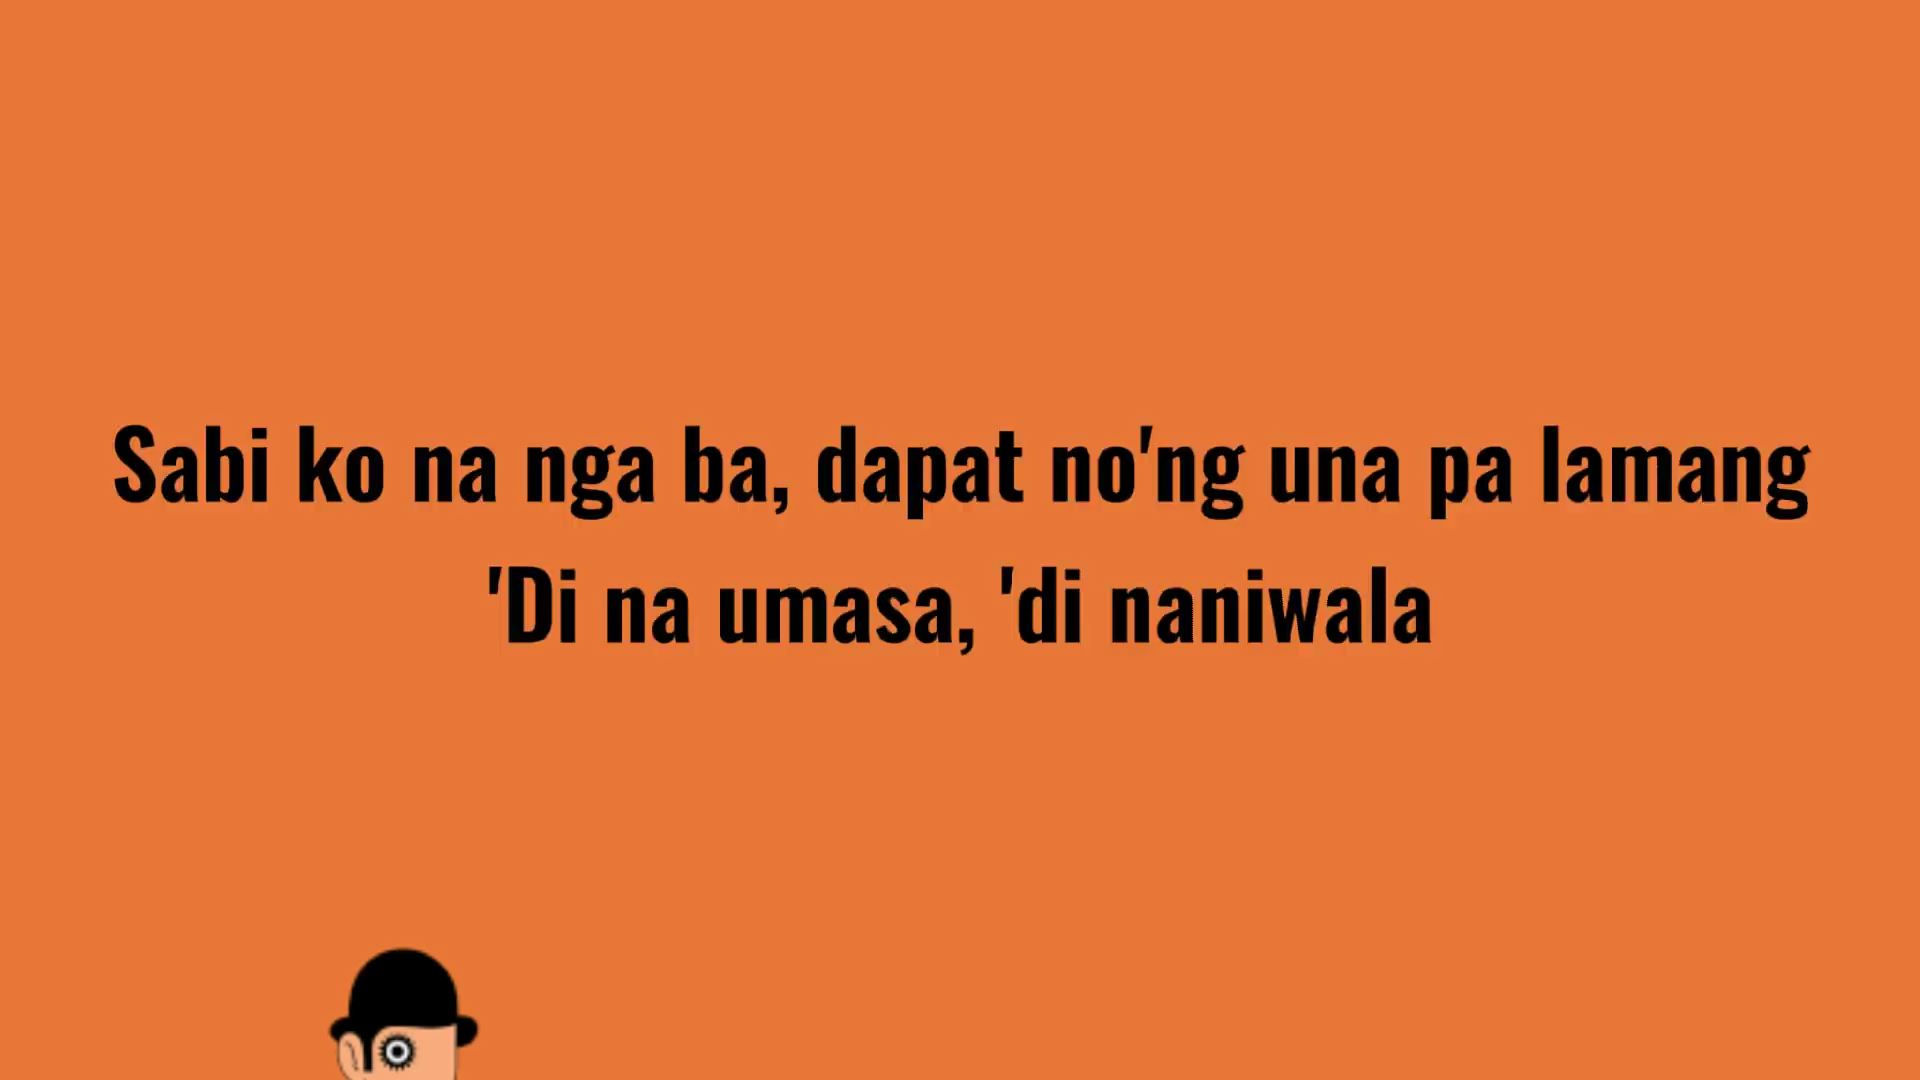 Sabi ko na nga ba, dapat no'ng una pa lamang
'Di na umasa, 'di naniwala